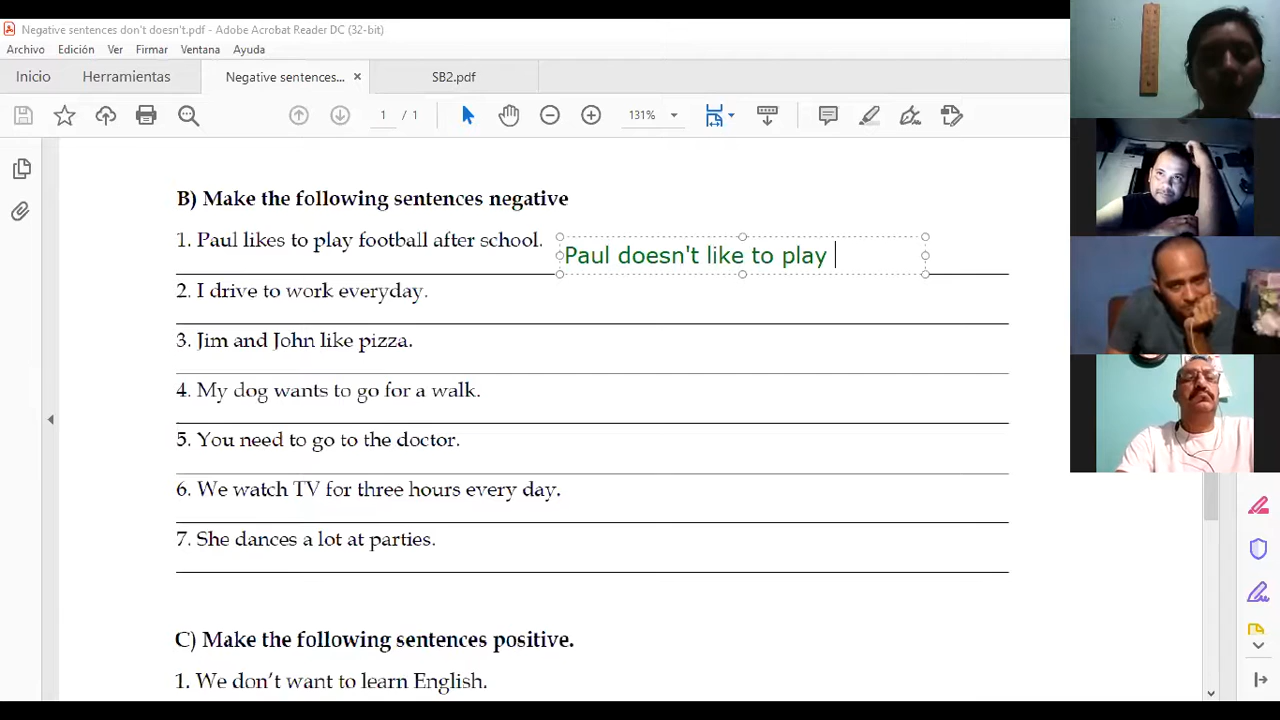 Negative sentences don't doesn't.pdf - Adobe Acrobat Reader DC (32-bit)
Archivo Edición Ver Firmar Ventana Ayuda
Inicio Herramientas Negative sentences... × SB2.pdf
1 / 1 131%
B) Make the following sentences negative
1. Paul likes to play football after school.
Paul doesn't like to play
2. I drive to work everyday.
3. Jim and John like pizza.
4. My dog wants to go for a walk.
5. You need to go to the doctor.
6. We watch TV for three hours every day.
7. She dances a lot at parties.
C) Make the following sentences positive.
1. We don't want to learn English.